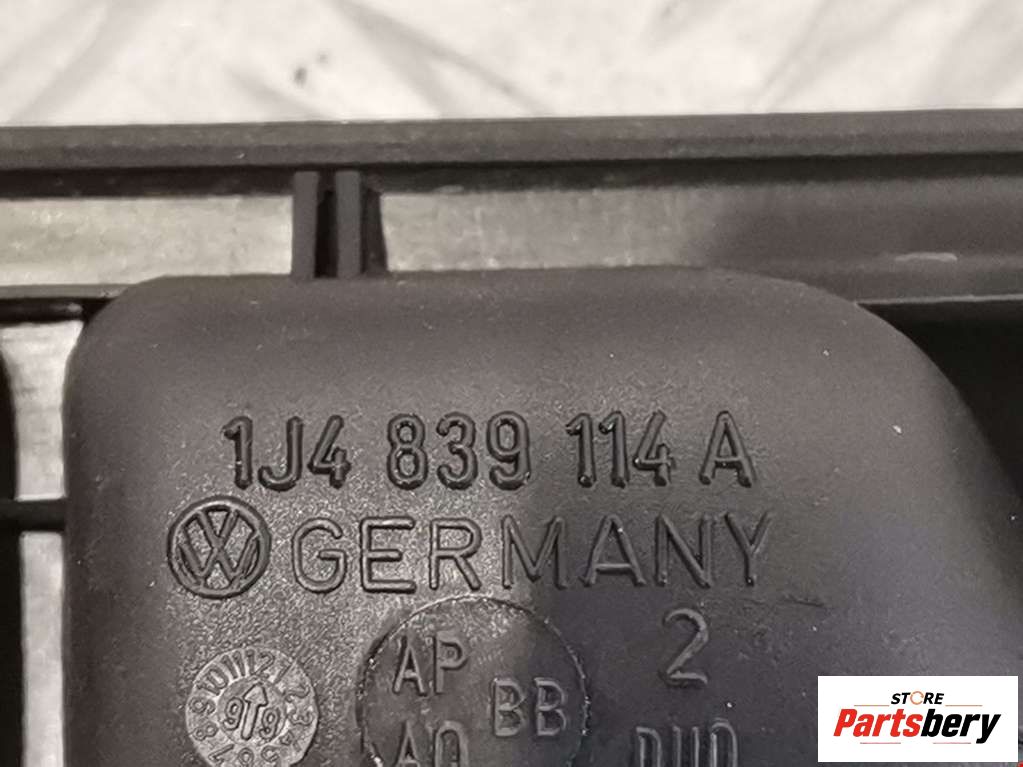 1J4 839 114 A
GERMANY
2
AP
BB
STORE
Partsbery